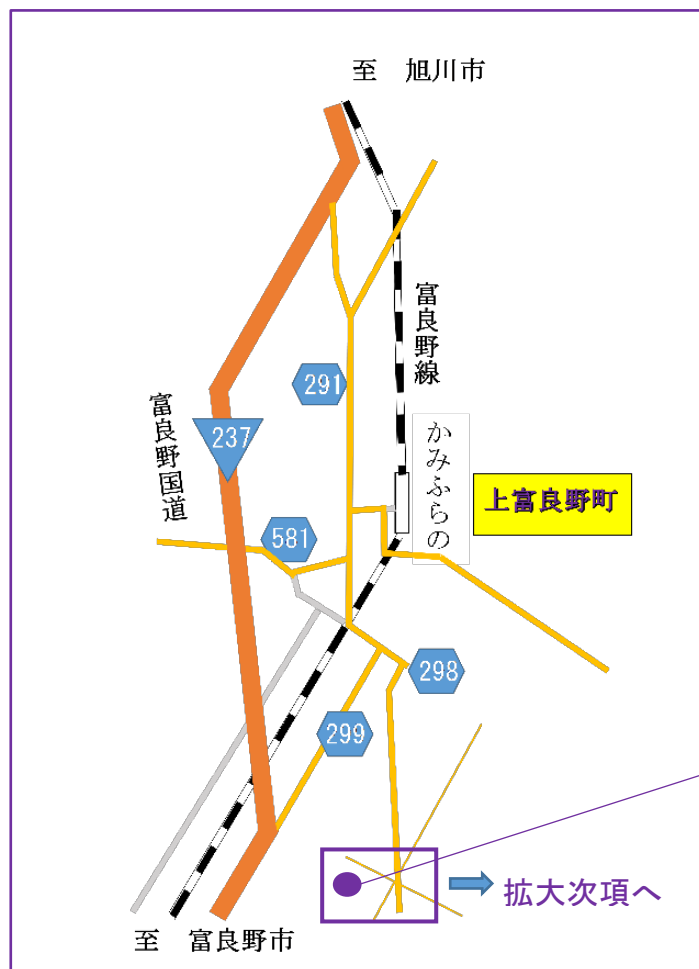 至　旭川市
富良野線
291
富良野国道
237
かみふらの
上富良野町
581
298
299
拡大次項へ
至　富良野市